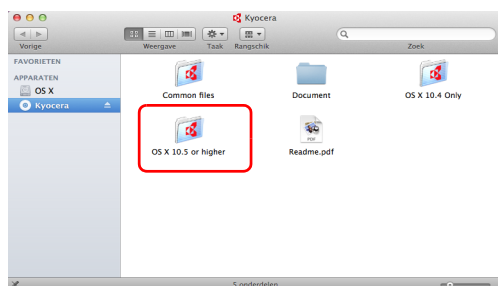 Kyocera
Vorige
Weergave
Taak
Rangschik
Zoek
FAVORIETEN
APPARATEN
OS X
Kyocera
Common files
Document
OS X 10.4 Only
OS X 10.5 or higher
PDF
Readme.pdf
5 onderdelen